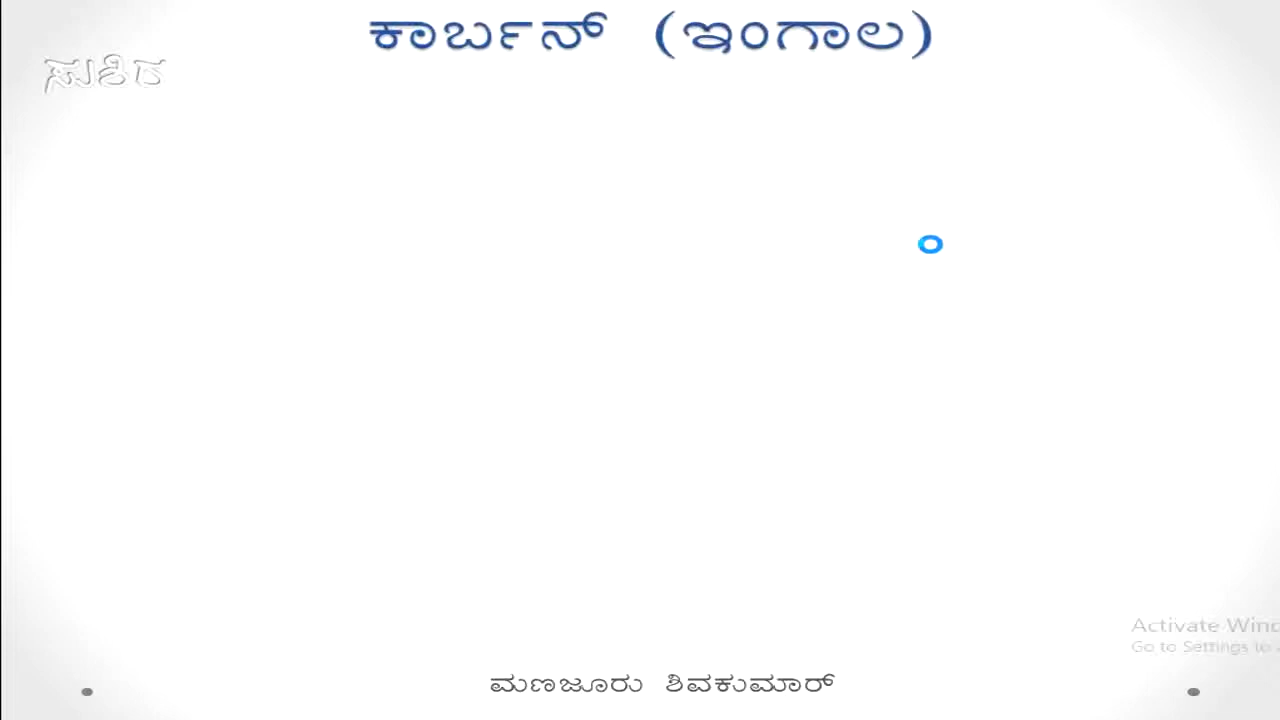 ಕಾರ್ಬನ್ (ಇಂಗಾಲ)
ಸುಶಿರ
Activate Wind
Go to Settings to a
ಮಣಜೂರು ಶಿವಕುಮಾರ್